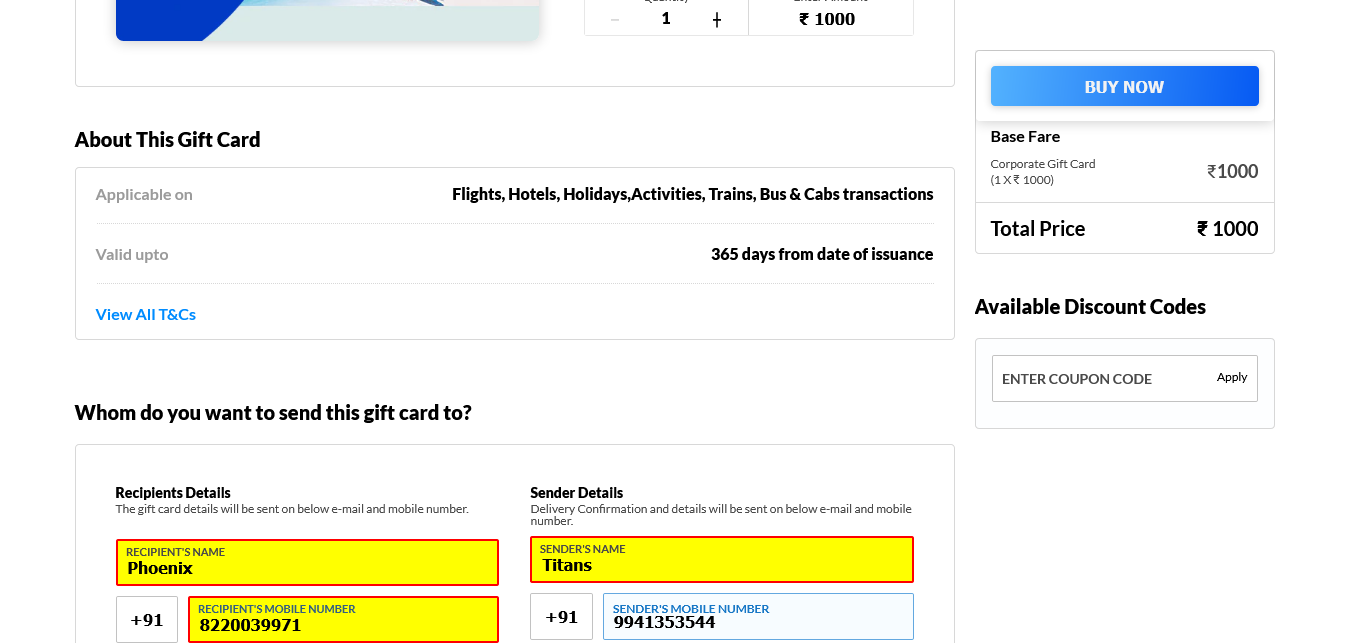 − 1 + ₹ 1000
BUY NOW
About This Gift Card
Base Fare
Corporate Gift Card
(1 X ₹ 1000)
₹1000
Applicable on Flights, Hotels, Holidays,Activities, Trains, Bus & Cabs transactions
Total Price ₹ 1000
Valid upto 365 days from date of issuance
View All T&Cs
Available Discount Codes
ENTER COUPON CODE Apply
Whom do you want to send this gift card to?
Recipients Details
The gift card details will be sent on below e-mail and mobile number.
RECIPIENT'S NAME
Phoenix
+91
RECIPIENT'S MOBILE NUMBER
8220039971
Sender Details
Delivery Confirmation and details will be sent on below e-mail and mobile
number.
SENDER'S NAME
Titans
+91
SENDER'S MOBILE NUMBER
9941353544